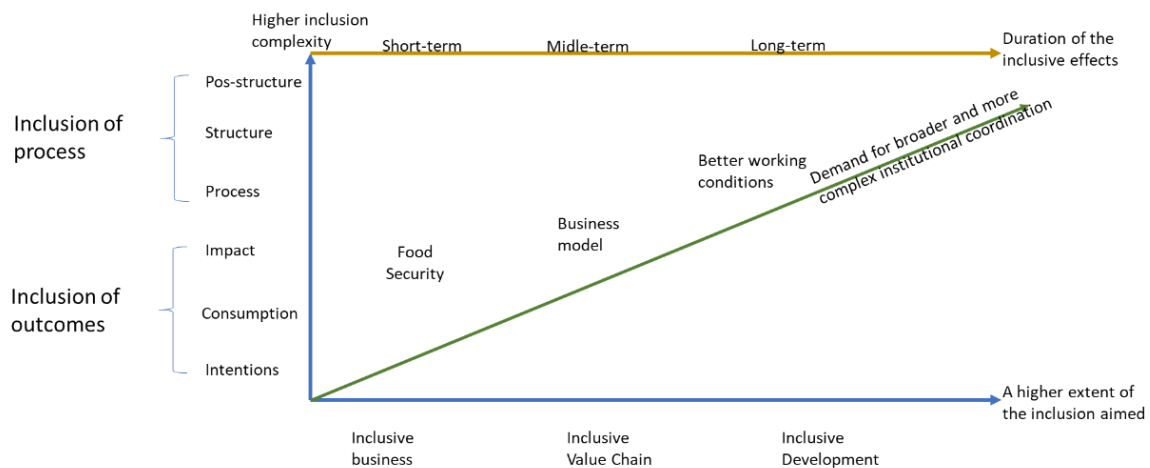 Higher inclusion
complexity
Short-term
Midle-term
Long-term
Duration of the
inclusive effects
Pos-structure
Inclusion of
process
Structure
Process
Demand for broader and more
complex institutional coordination
Better working
conditions
Business
model
Food
Security
Impact
Inclusion of
outcomes
Consumption
Intentions
A higher extent of
the inclusion aimed
Inclusive
business
Inclusive
Value Chain
Inclusive
Development